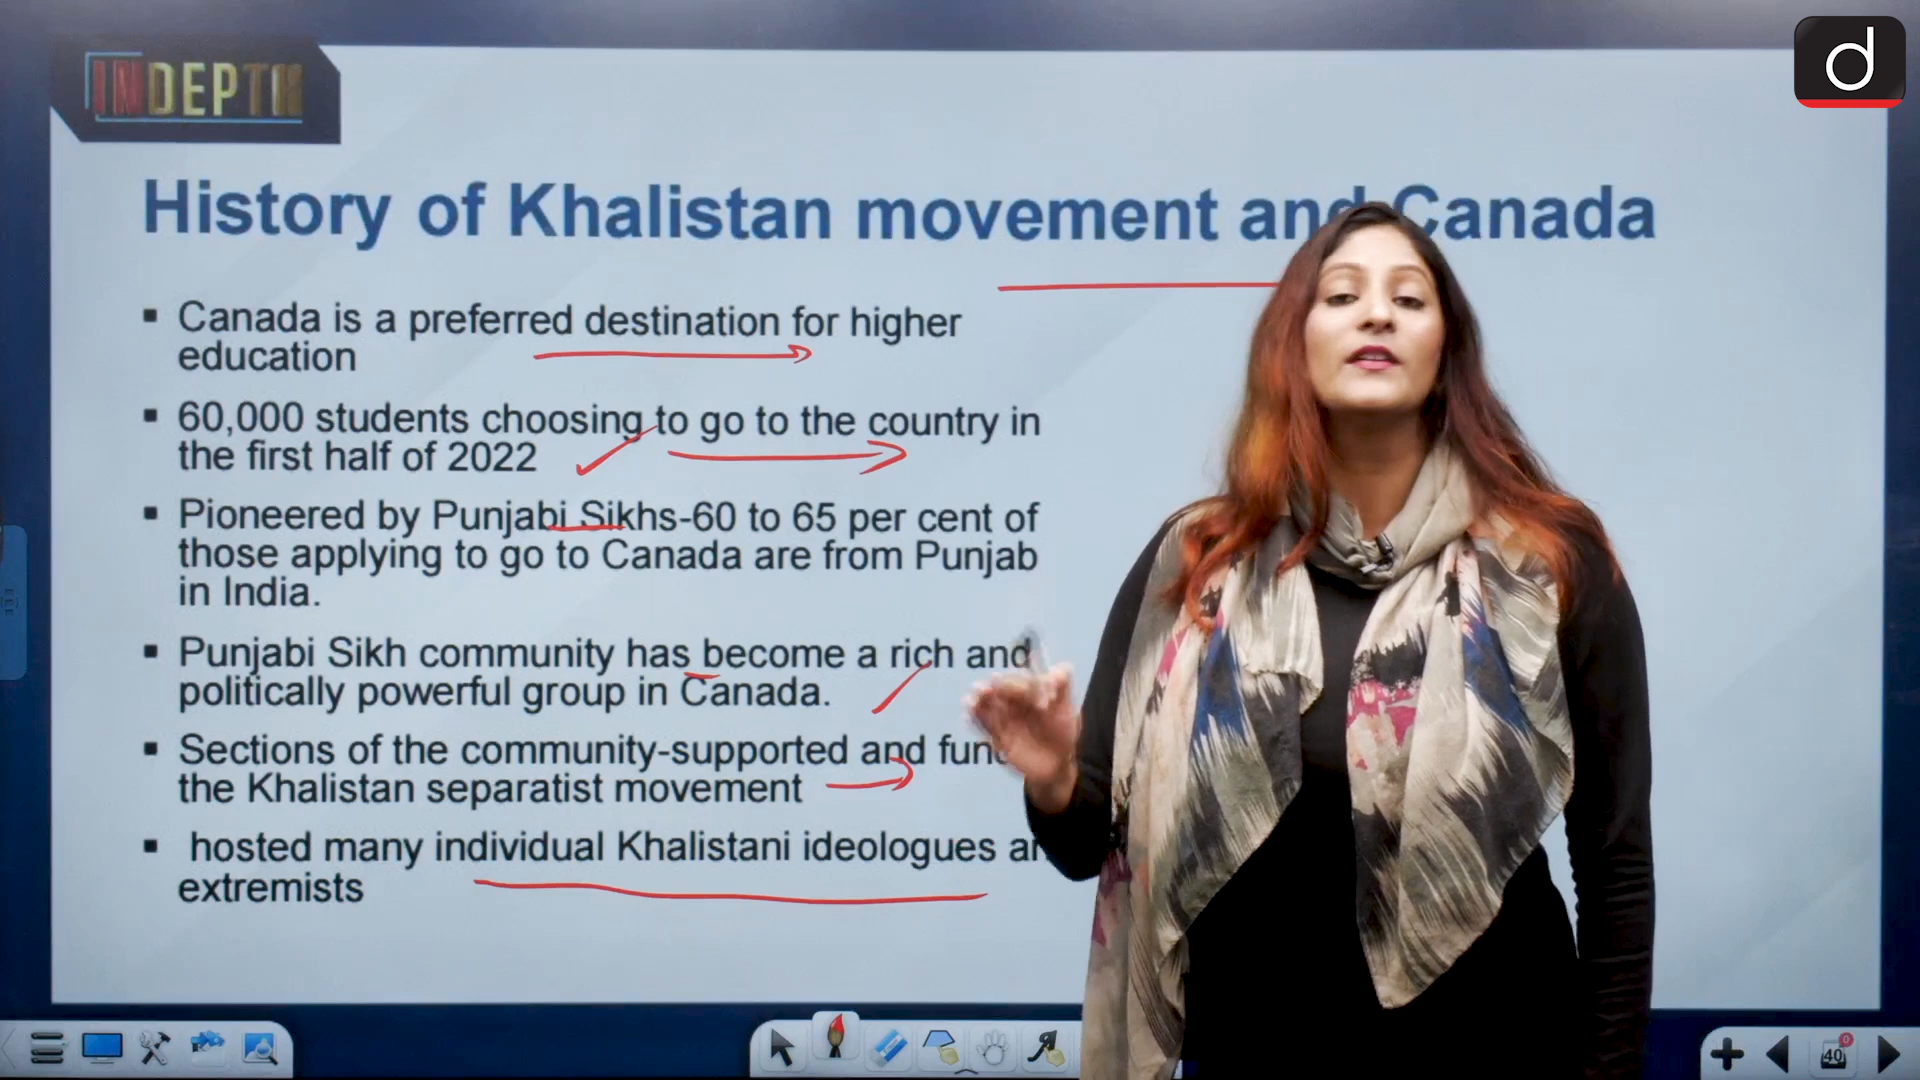 INDEPTH
d
History of Khalistan movement and Canada
▪ Canada is a preferred destination for higher
education
▪ 60,000 students choosing to go to the country in
the first half of 2022
▪ Pioneered by Punjabi Sikhs-60 to 65 per cent of
those applying to go to Canada are from Punjab
in India.
▪ Punjabi Sikh community has become a rich and
politically powerful group in Canada.
▪ Sections of the community-supported and
the Khalistan separatist movement
▪ hosted many individual Khalistani ideologues
extremists
40
0